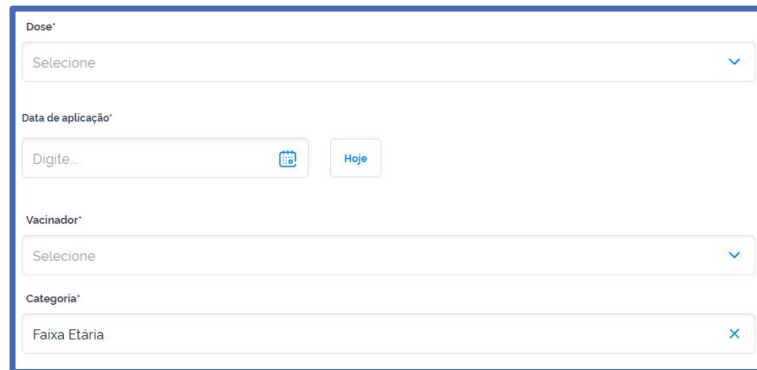 Dose*
Selecione
Data de aplicação*
Digite... Hoje
Vacinador*
Selecione
Categoria*
Faixa Etária